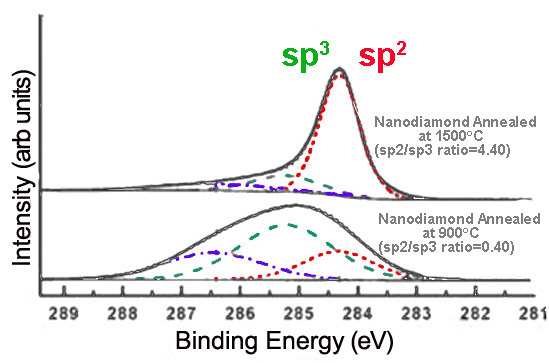 sp³ sp²
Nanodiamond Annealed
at 1500°C
(sp2/sp3 ratio=4.40)
Nanodiamond Annealed
at 900°C
(sp2/sp3 ratio=0.40)
Intensity (arb units)
289 288 287 286 285 284 283 282 281
Binding Energy (eV)